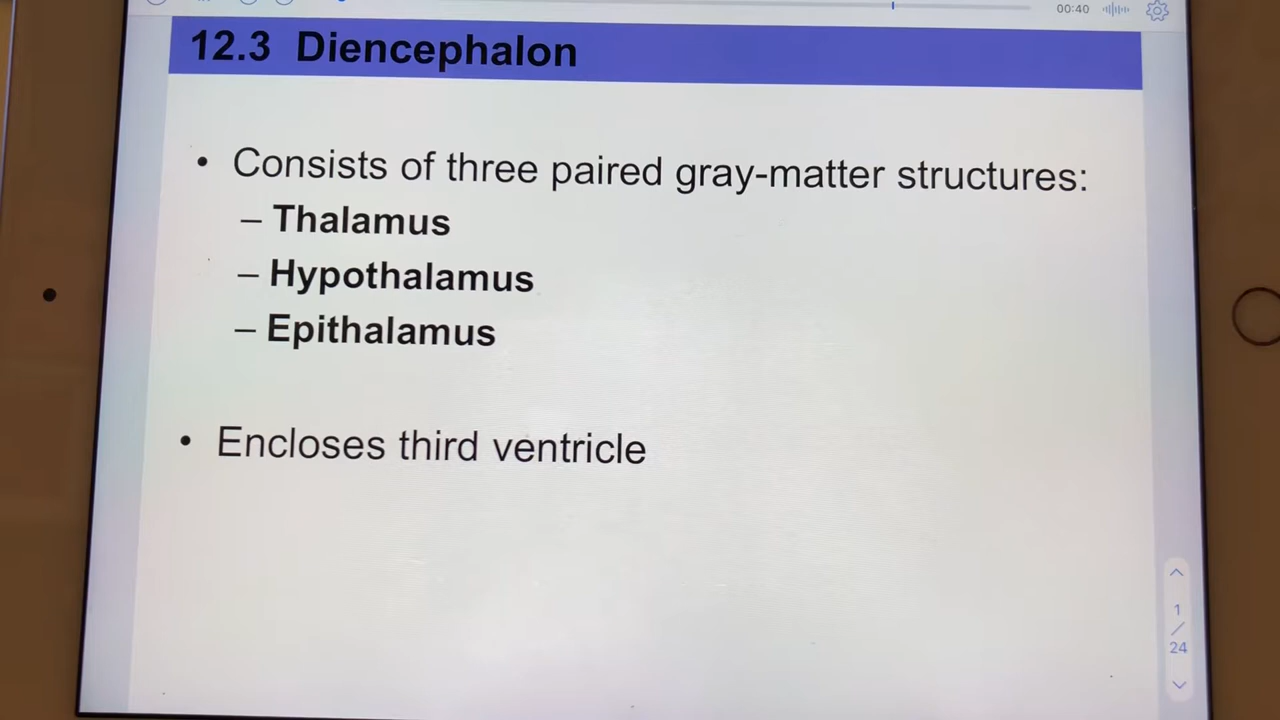 00:40
12.3 Diencephalon
• Consists of three paired gray-matter structures:
– Thalamus
– Hypothalamus
– Epithalamus
• Encloses third ventricle
1
/
24